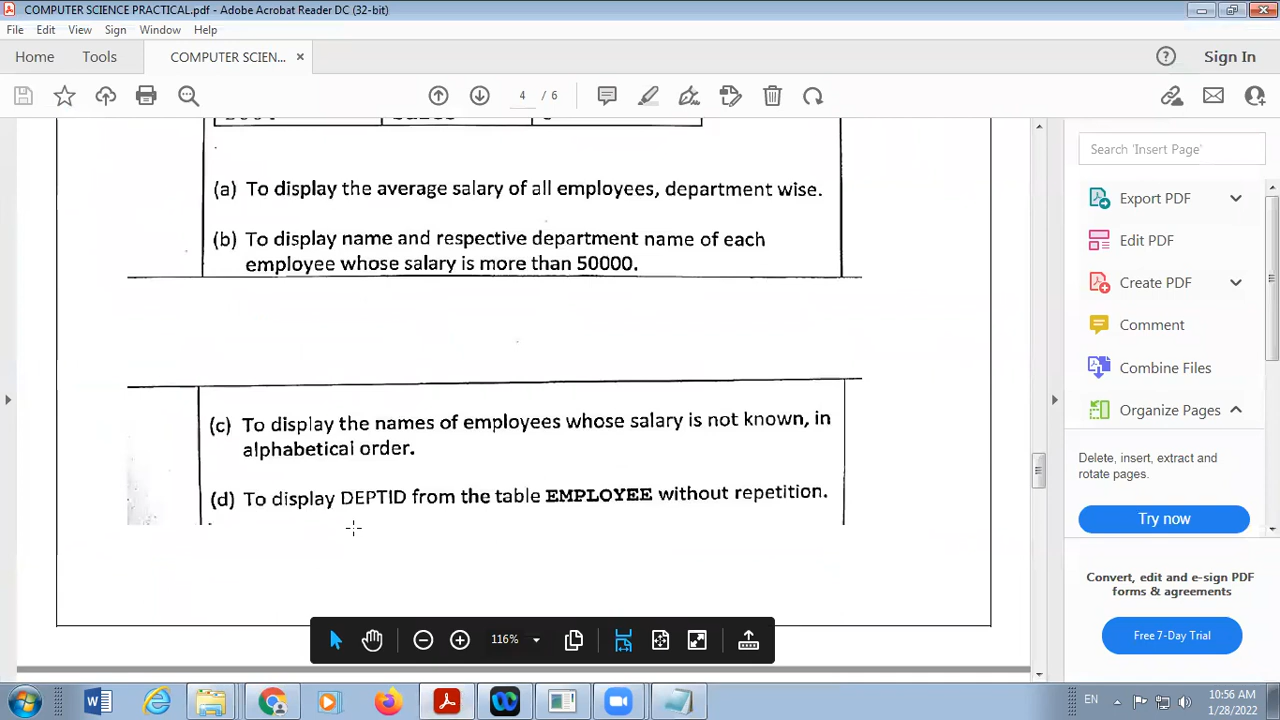 COMPUTER SCIENCE PRACTICAL.pdf - Adobe Acrobat Reader DC (32-bit)
File Edit View Sign Window Help
Home Tools COMPUTER SCIEN... × Sign In
4 / 6
(a) To display the average salary of all employees, department wise.
(b) To display name and respective department name of each
employee whose salary is more than 50000.
(c) To display the names of employees whose salary is not known, in
alphabetical order.
(d) To display DEPTID from the table EMPLOYEE without repetition.
116%
Search 'Insert Page'
Export PDF
Edit PDF
Create PDF
Comment
Combine Files
Organize Pages
Delete, insert, extract and
rotate pages.
Try now
Convert, edit and e-sign PDF
forms & agreements
Free 7-Day Trial
EN
10:56 AM
1/28/2022